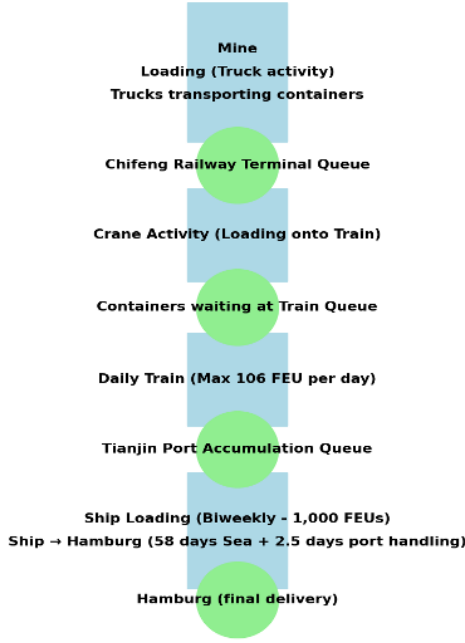 Mine
Loading (Truck activity)
Trucks transporting containers
Chifeng Railway Terminal Queue
Crane Activity (Loading onto Train)
Containers waiting at Train Queue
Daily Train (Max 106 FEU per day)
Tianjin Port Accumulation Queue
Ship Loading (Biweekly - 1,000 FEUs)
Ship → Hamburg (58 days Sea + 2.5 days port handling)
Hamburg (final delivery)